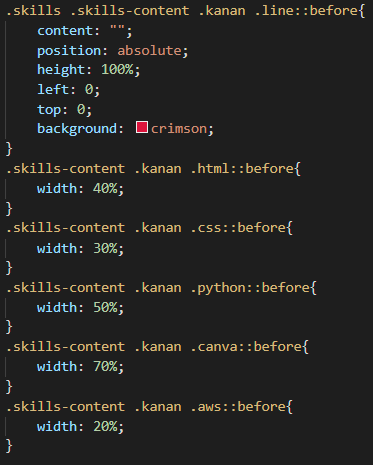 .skills .skills-content .kanan .line::before{
    content: "";
    position: absolute;
    height: 100%;
    left: 0;
    top: 0;
    background: crimson;
}
.skills-content .kanan .html::before{
    width: 40%;
}
.skills-content .kanan .css::before{
    width: 30%;
}
.skills-content .kanan .python::before{
    width: 50%;
}
.skills-content .kanan .canva::before{
    width: 70%;
}
.skills-content .kanan .aws::before{
    width: 20%;
}